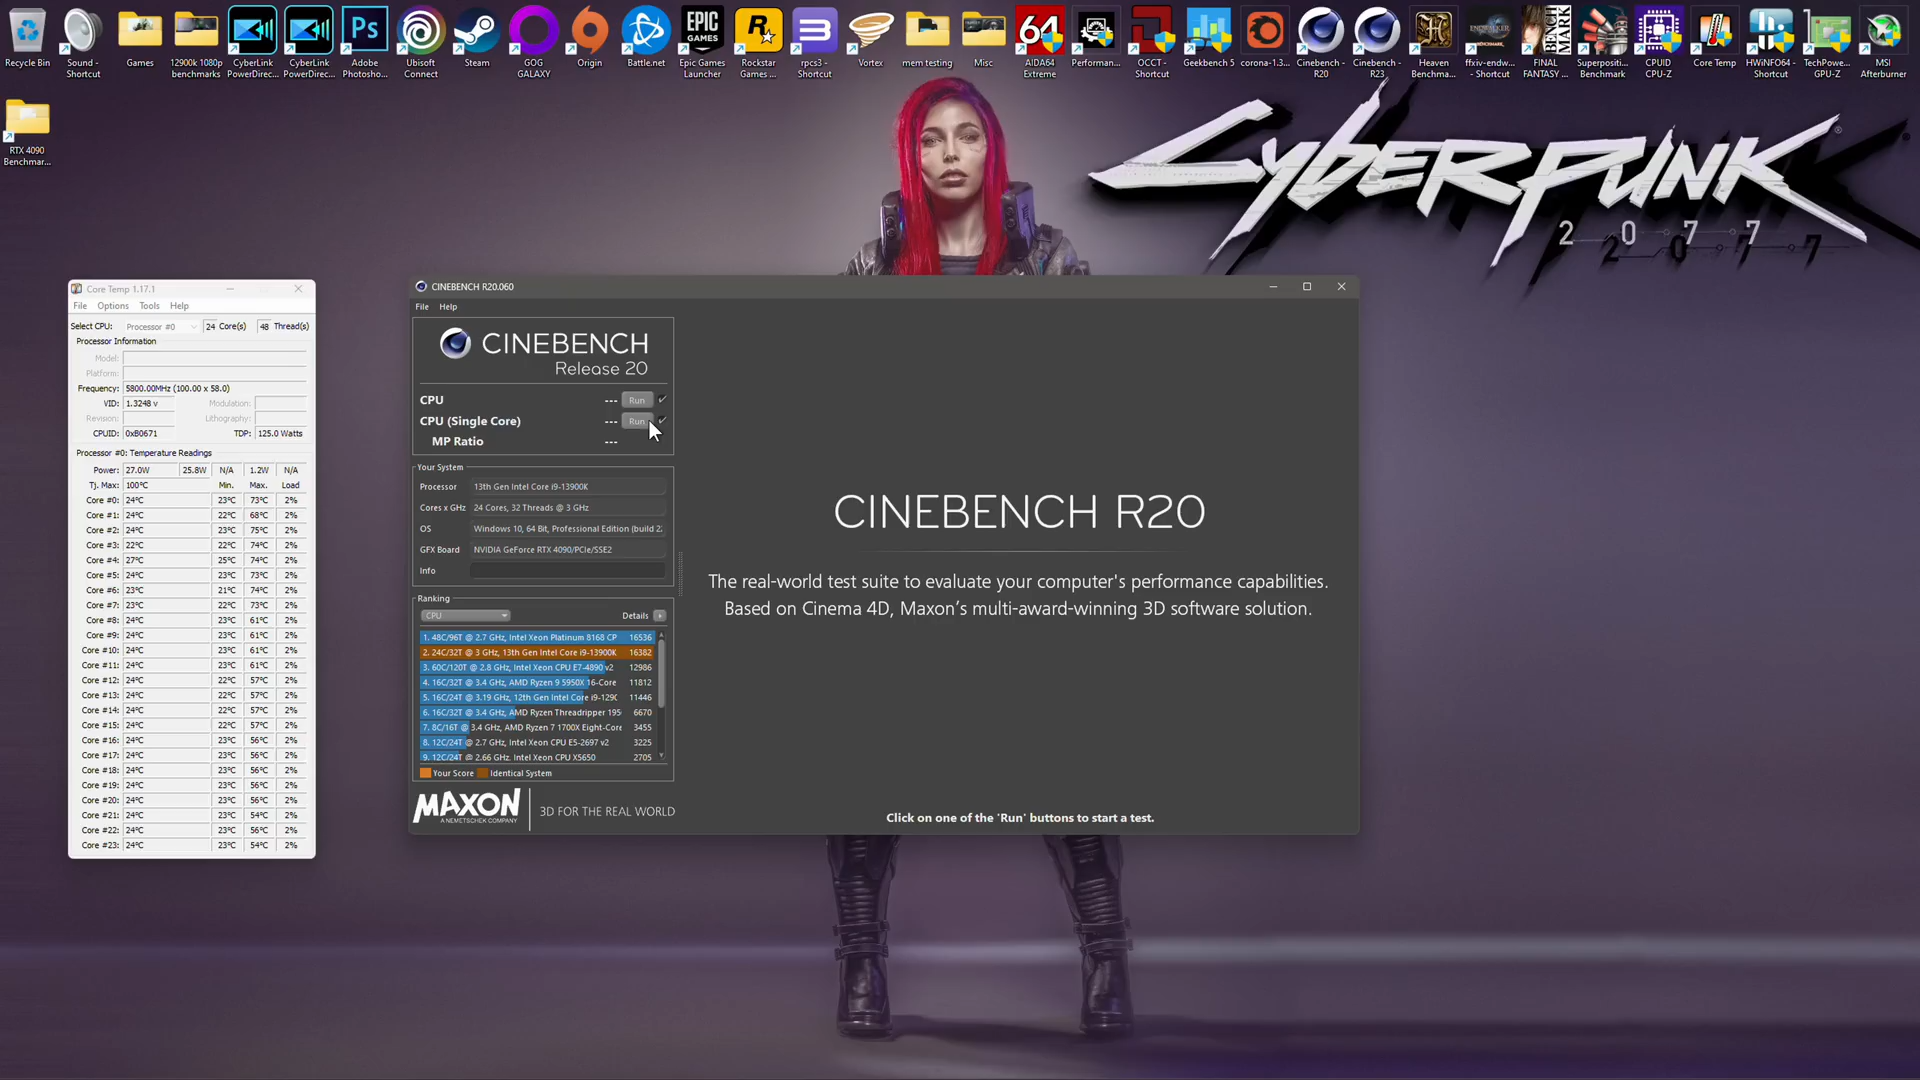 Recycle Bin
Sound - Shortcut
Games
12900k 1080p benchmarks
CyberLink PowerDirec...
CyberLink PowerDirec...
Ps
Adobe Photosho...
Ubisoft Connect
Steam
GOG GALAXY
Origin
Battle.net
EPIC GAMES
Epic Games Launcher
R
Rockstar Games ...
rpcs3 - Shortcut
Vortex
mem testing
Misc
64
AIDA64 Extreme
Performan...
OCCT - Shortcut
Geekbench 5
corona-1.3...
Cinebench - R20
Cinebench - R23
Heaven Benchma...
ffxiv-endw... - Shortcut
BENCH MARK
FINAL FANTASY ...
Superpositi... Benchmark
CPUID CPU-Z
Core Temp
HWiNFO64 - Shortcut
TechPowe... GPU-Z
MSI Afterburner
RTX 4090 Benchmar...
Cyberpunk
2077
Core Temp 1.17.1
File Options Tools Help
Select CPU: Processor #0 24 Core(s) 48 Thread(s)
Processor Information
Model:
Platform:
Frequency: 5800.00MHz (100.00 x 58.0)
VID: 1.3248 v Modulation:
Revision: Lithography:
CPUID: 0xB0671 TDP: 125.0 Watts
Processor #0: Temperature Readings
Power: 27.0W 25.8W N/A 1.2W N/A
Tj. Max: 100°C Min. Max. Load
Core #0: 24°C 23°C 73°C 2%
Core #1: 24°C 22°C 68°C 2%
Core #2: 24°C 23°C 75°C 2%
Core #3: 22°C 22°C 74°C 2%
Core #4: 27°C 25°C 74°C 2%
Core #5: 24°C 23°C 73°C 2%
Core #6: 24°C 21°C 74°C 2%
Core #7: 24°C 22°C 73°C 2%
Core #8: 24°C 23°C 61°C 2%
Core #9: 24°C 23°C 61°C 2%
Core #10: 24°C 23°C 61°C 2%
Core #11: 24°C 23°C 61°C 2%
Core #12: 24°C 22°C 57°C 2%
Core #13: 24°C 22°C 57°C 2%
Core #14: 24°C 22°C 57°C 2%
Core #15: 24°C 22°C 57°C 2%
Core #16: 24°C 23°C 56°C 2%
Core #17: 24°C 23°C 56°C 2%
Core #18: 24°C 23°C 56°C 2%
Core #19: 24°C 23°C 56°C 2%
Core #20: 24°C 23°C 56°C 2%
Core #21: 24°C 23°C 54°C 2%
Core #22: 24°C 23°C 56°C 2%
Core #23: 24°C 23°C 54°C 2%
CINEBENCH R20.060
File Help
CINEBENCH
Release 20
CPU --- Run
CPU (Single Core) --- Run
MP Ratio ---
Your System
Processor 13th Gen Intel Core i9-13900K
Cores x GHz 24 Cores, 32 Threads @ 3 GHz
OS Windows 10, 64 Bit, Professional Edition (build 2
GFX Board NVIDIA GeForce RTX 4090/PCIe/SSE2
Info
Ranking
CPU Details
1. 48C/96T @ 2.7 GHz, Intel Xeon Platinum 8168 CP 16536
2. 24C/32T @ 3 GHz, 13th Gen Intel Core i9-13900K 16382
3. 60C/120T @ 2.8 GHz, Intel Xeon CPU E7-4890 v2 12986
4. 16C/32T @ 3.4 GHz, AMD Ryzen 9 5950X 16-Core 11812
5. 16C/24T @ 3.19 GHz, 12th Gen Intel Core i9-1290 11446
6. 16C/32T @ 3.4 GHz, AMD Ryzen Threadripper 195 6670
7. 8C/16T @ 3.4 GHz, AMD Ryzen 7 1700X Eight-Core 3455
8. 12C/24T @ 2.7 GHz, Intel Xeon CPU E5-2697 v2 3225
9. 12C/24T @ 2.66 GHz, Intel Xeon CPU X5650 2705
Your Score Identical System
MAXON
A NEMETSCHEK COMPANY
3D FOR THE REAL WORLD
CINEBENCH R20
The real-world test suite to evaluate your computer's performance capabilities.
Based on Cinema 4D, Maxon's multi-award-winning 3D software solution.
Click on one of the 'Run' buttons to start a test.